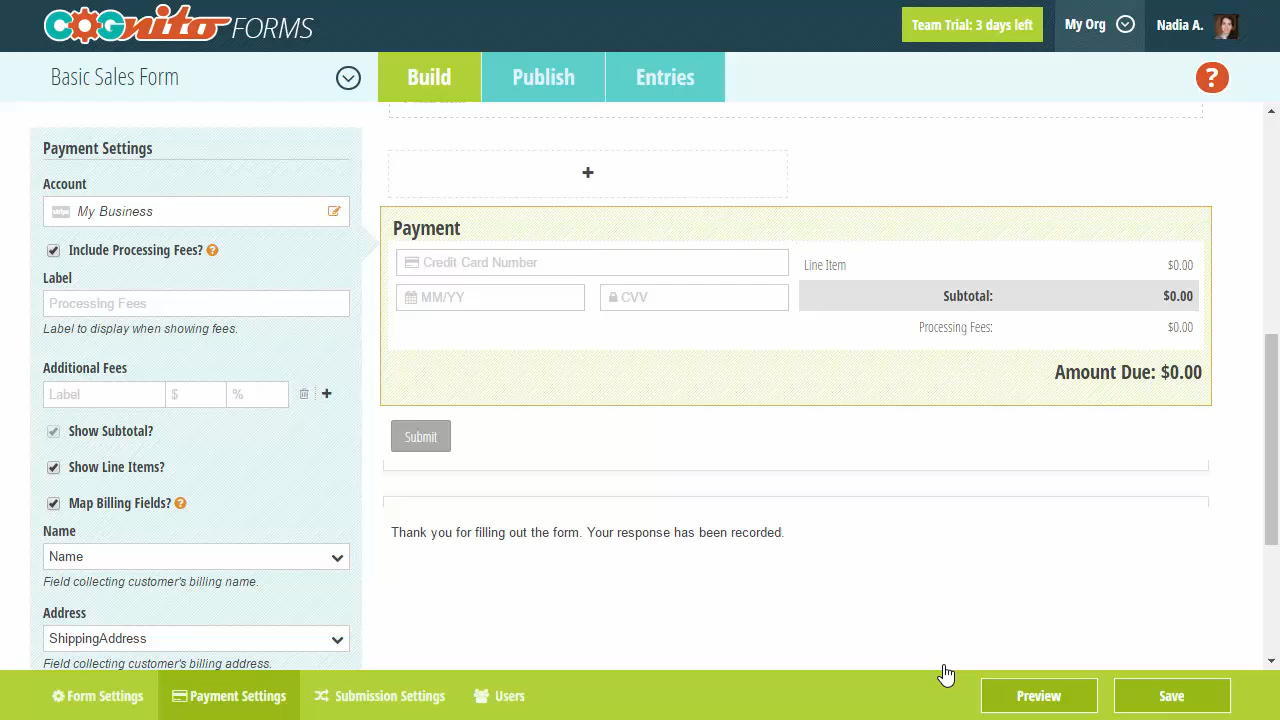 COGnito FORMS
Team Trial: 3 days left
My Org
Nadia A.
Basic Sales Form
Build
Publish
Entries
?
Payment Settings
Account
stripe My Business
Include Processing Fees? ?
Label
Processing Fees
Label to display when showing fees.
Additional Fees
Label
$
%
+
Show Subtotal?
Show Line Items?
Map Billing Fields? ?
Name
Name
Field collecting customer's billing name.
Address
ShippingAddress
Field collecting customer's billing address.
+
Payment
Credit Card Number
MM/YY
CVV
Line Item $0.00
Subtotal: $0.00
Processing Fees: $0.00
Amount Due: $0.00
Submit
Thank you for filling out the form. Your response has been recorded.
Form Settings
Payment Settings
Submission Settings
Users
Preview
Save